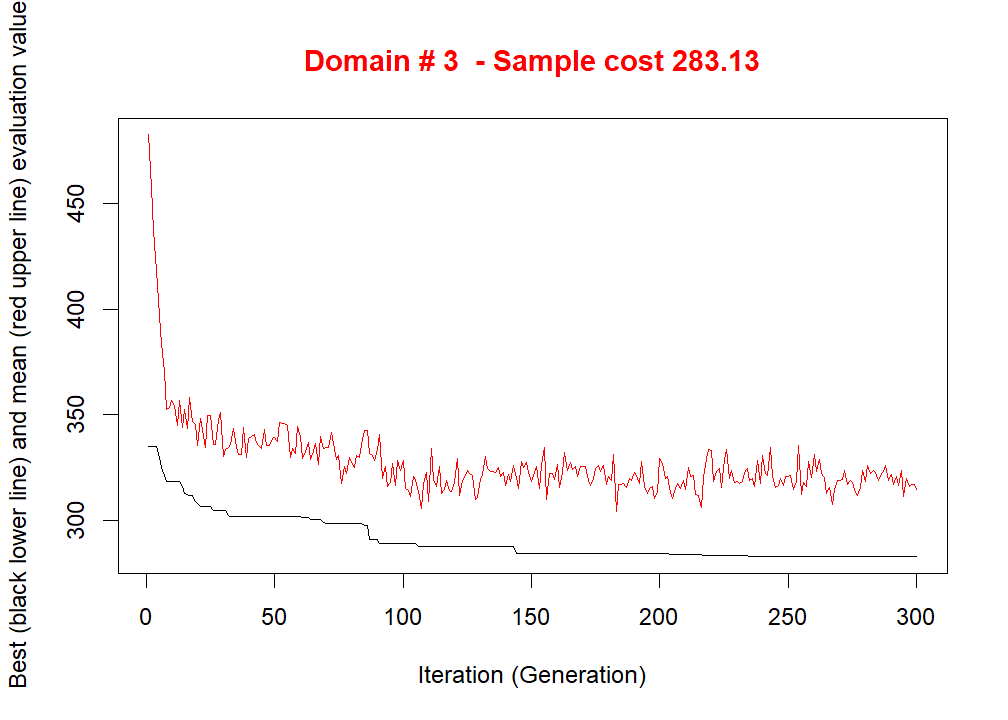 Domain # 3  - Sample cost 283.13
Best (black lower line) and mean (red upper line) evaluation value
450
400
350
300
0 50 100 150 200 250 300
Iteration (Generation)